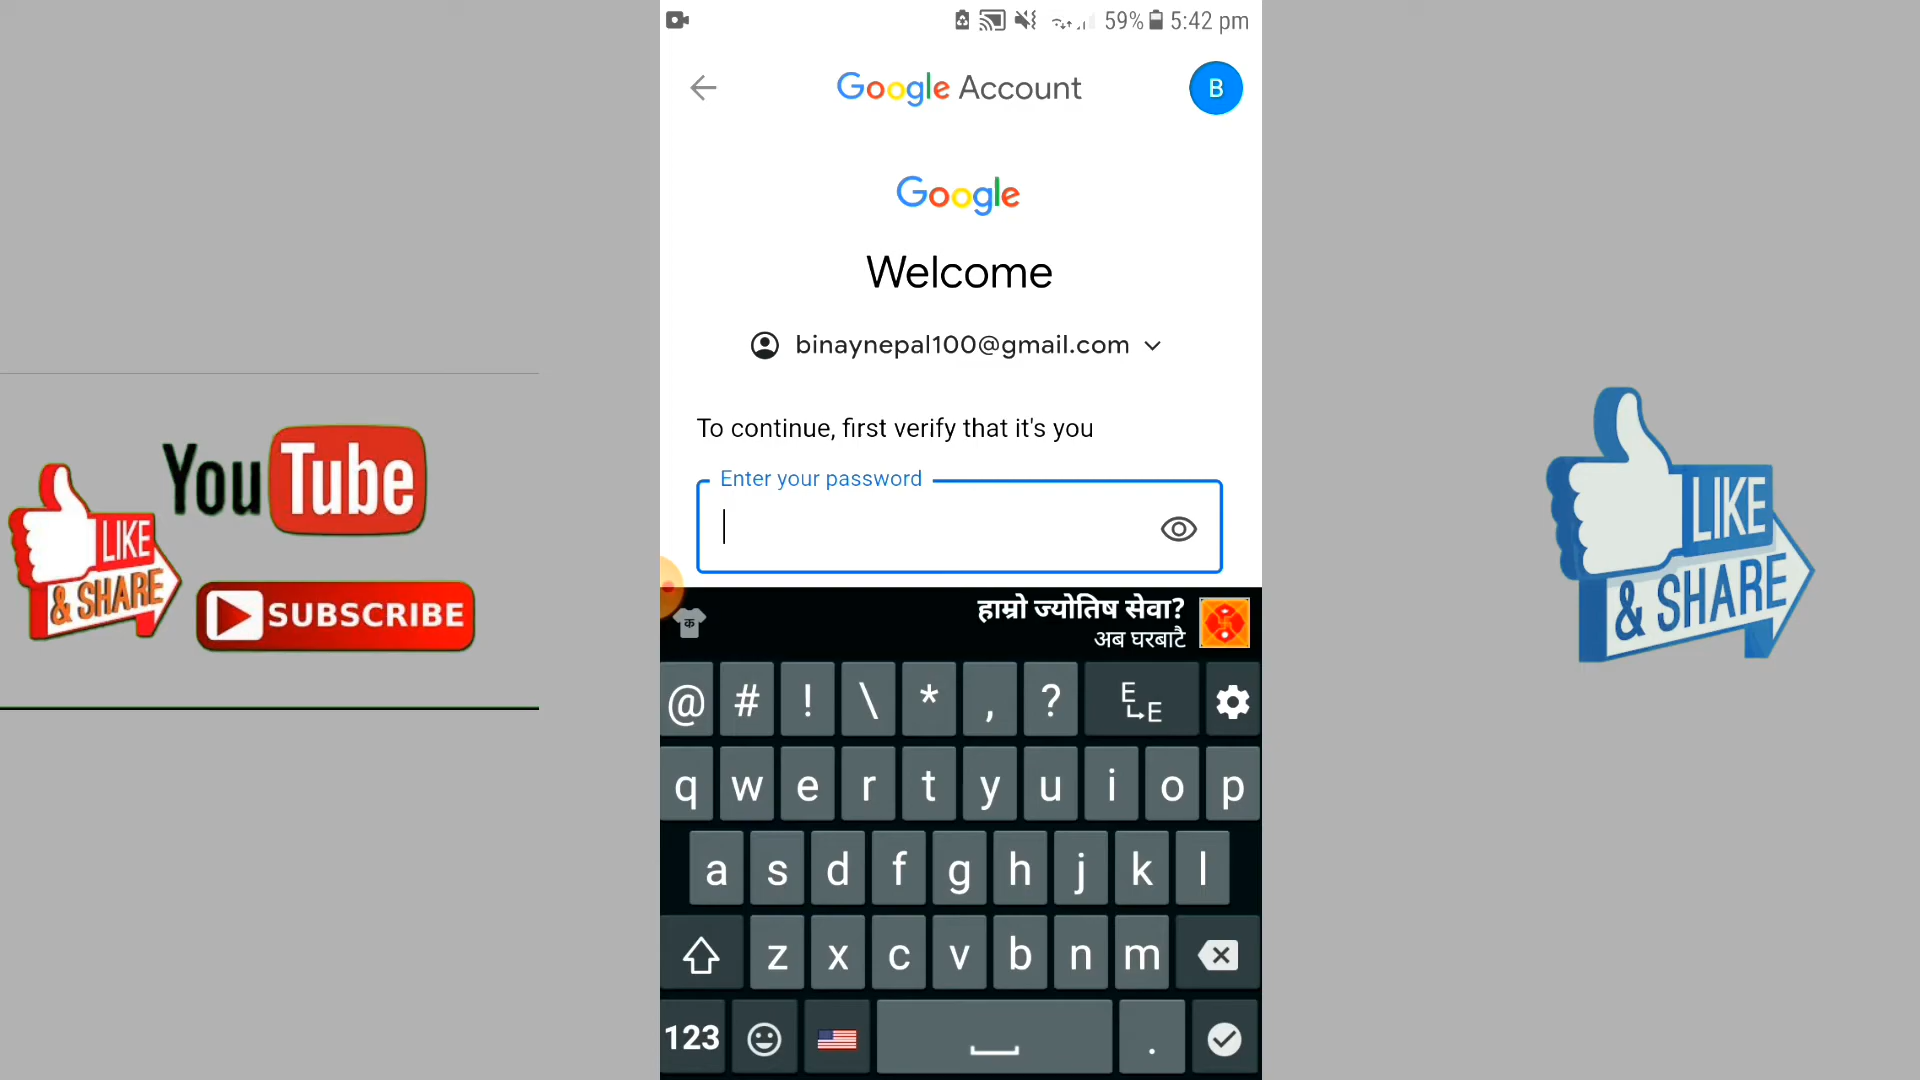 59% 5:42 pm
Google Account
B
Google
Welcome
binaynepal100@gmail.com
To continue, first verify that it's you
Enter your password
हाम्रो ज्योतिष सेवा?
अब घरबाटै
क
@ # ! \ * , ? E E
q w e r t y u i o p
a s d f g h j k l
z x c v b n m
123 .
YouTube
LIKE
& SHARE
SUBSCRIBE
LIKE
& SHARE